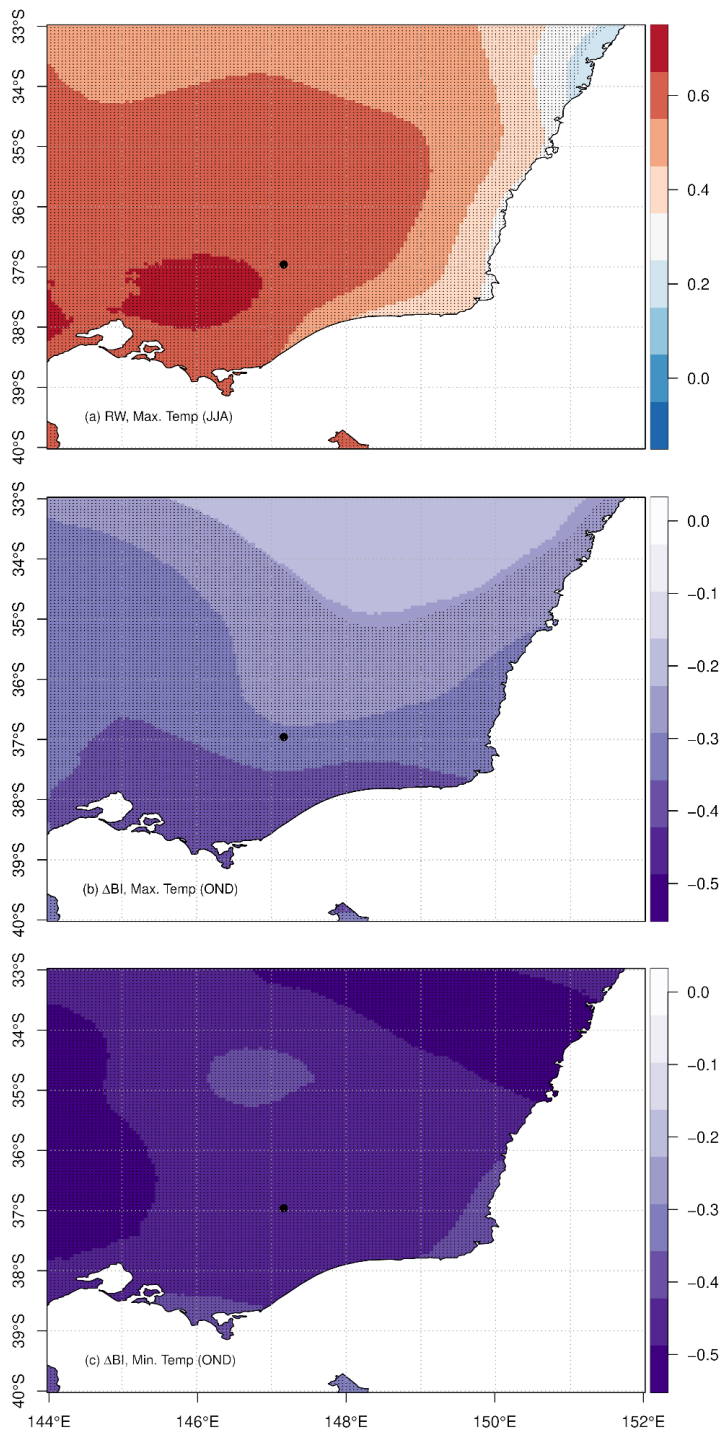 33°S
34°S
35°S
36°S
37°S
38°S
39°S
40°S
(a) RW, Max. Temp (JJA)
0.6
0.4
0.2
0.0
33°S
34°S
35°S
36°S
37°S
38°S
39°S
40°S
(b) ΔBI, Max. Temp (OND)
0.0
−0.1
−0.2
−0.3
−0.4
−0.5
33°S
34°S
35°S
36°S
37°S
38°S
39°S
40°S
(c) ΔBI, Min. Temp (OND)
0.0
−0.1
−0.2
−0.3
−0.4
−0.5
144°E 146°E 148°E 150°E 152°E